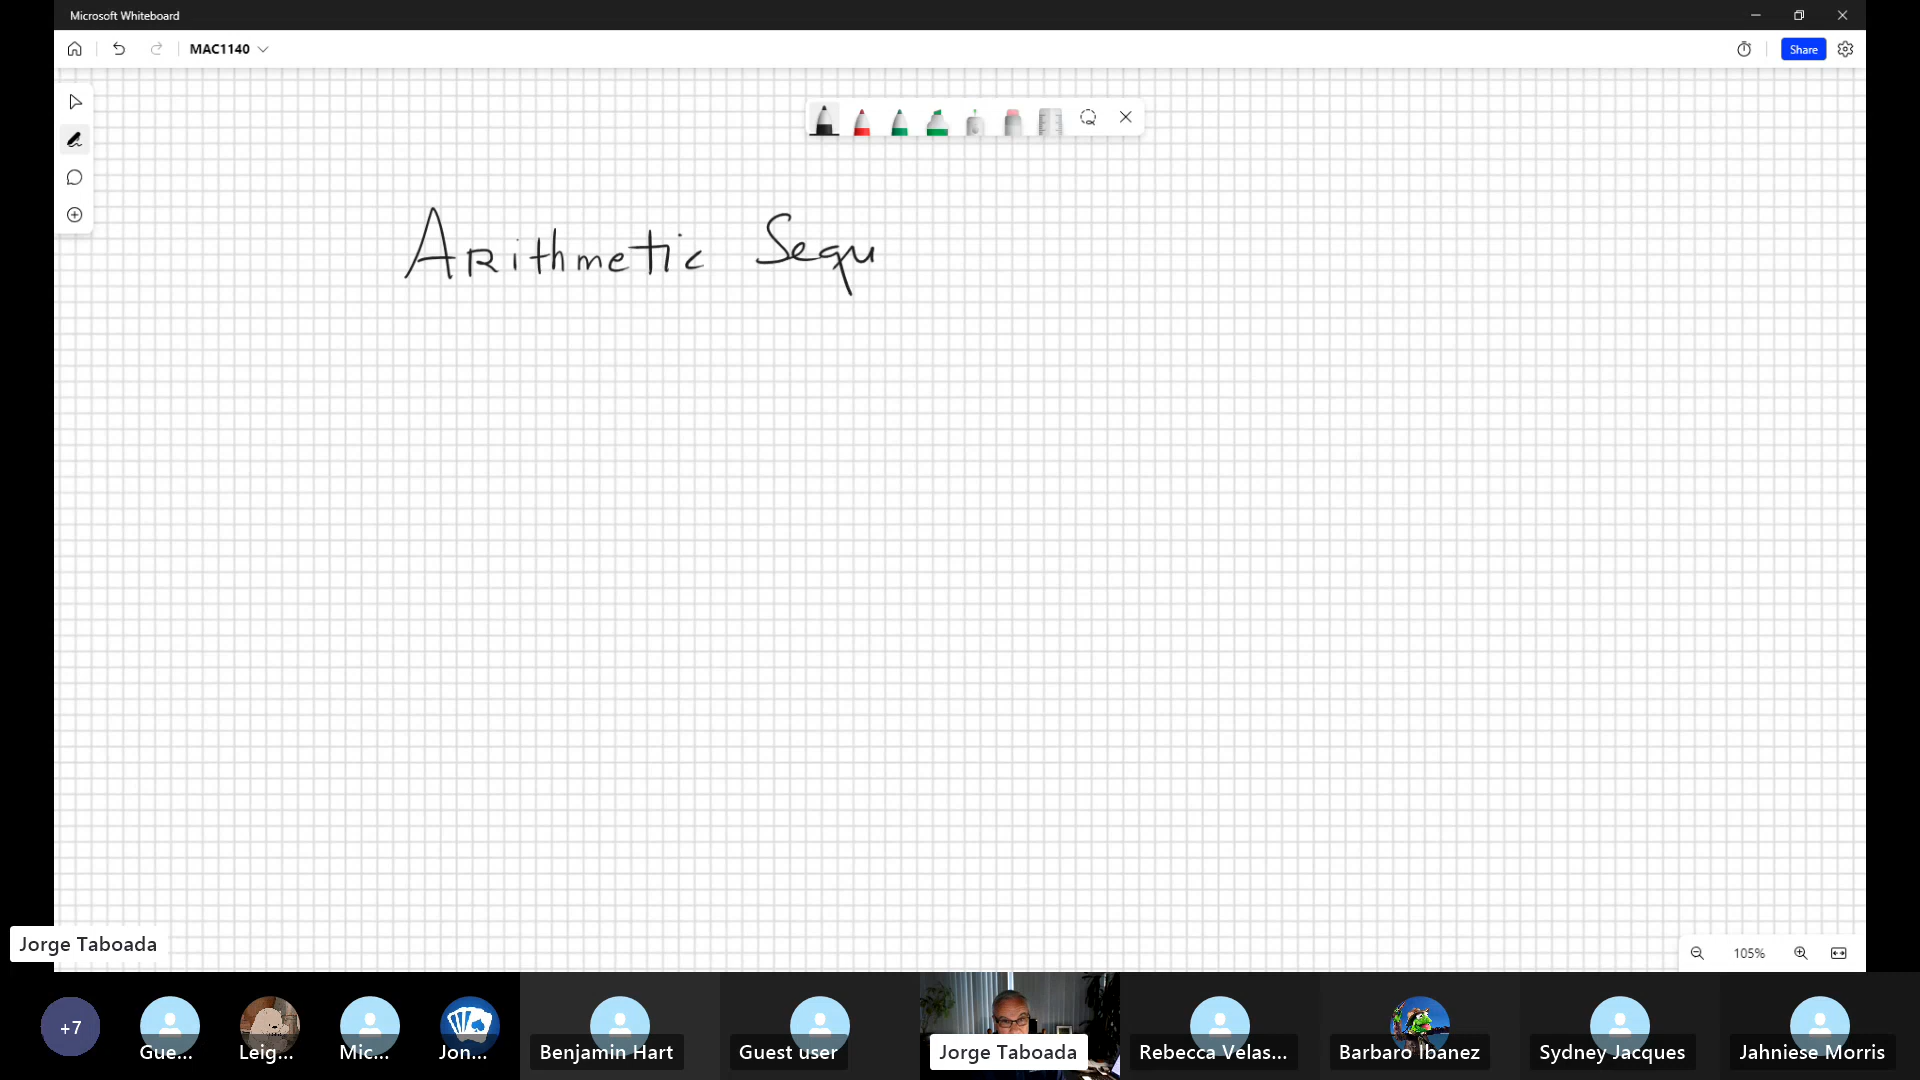 Microsoft Whiteboard
MAC1140
Share
Arithmetic Sequ
105%
Jorge Taboada
+7
Gue...
Leig...
Mic...
Jon...
Benjamin Hart
Guest user
Jorge Taboada
Rebecca Velas...
Barbaro Ibanez
Sydney Jacques
Jahniese Morris